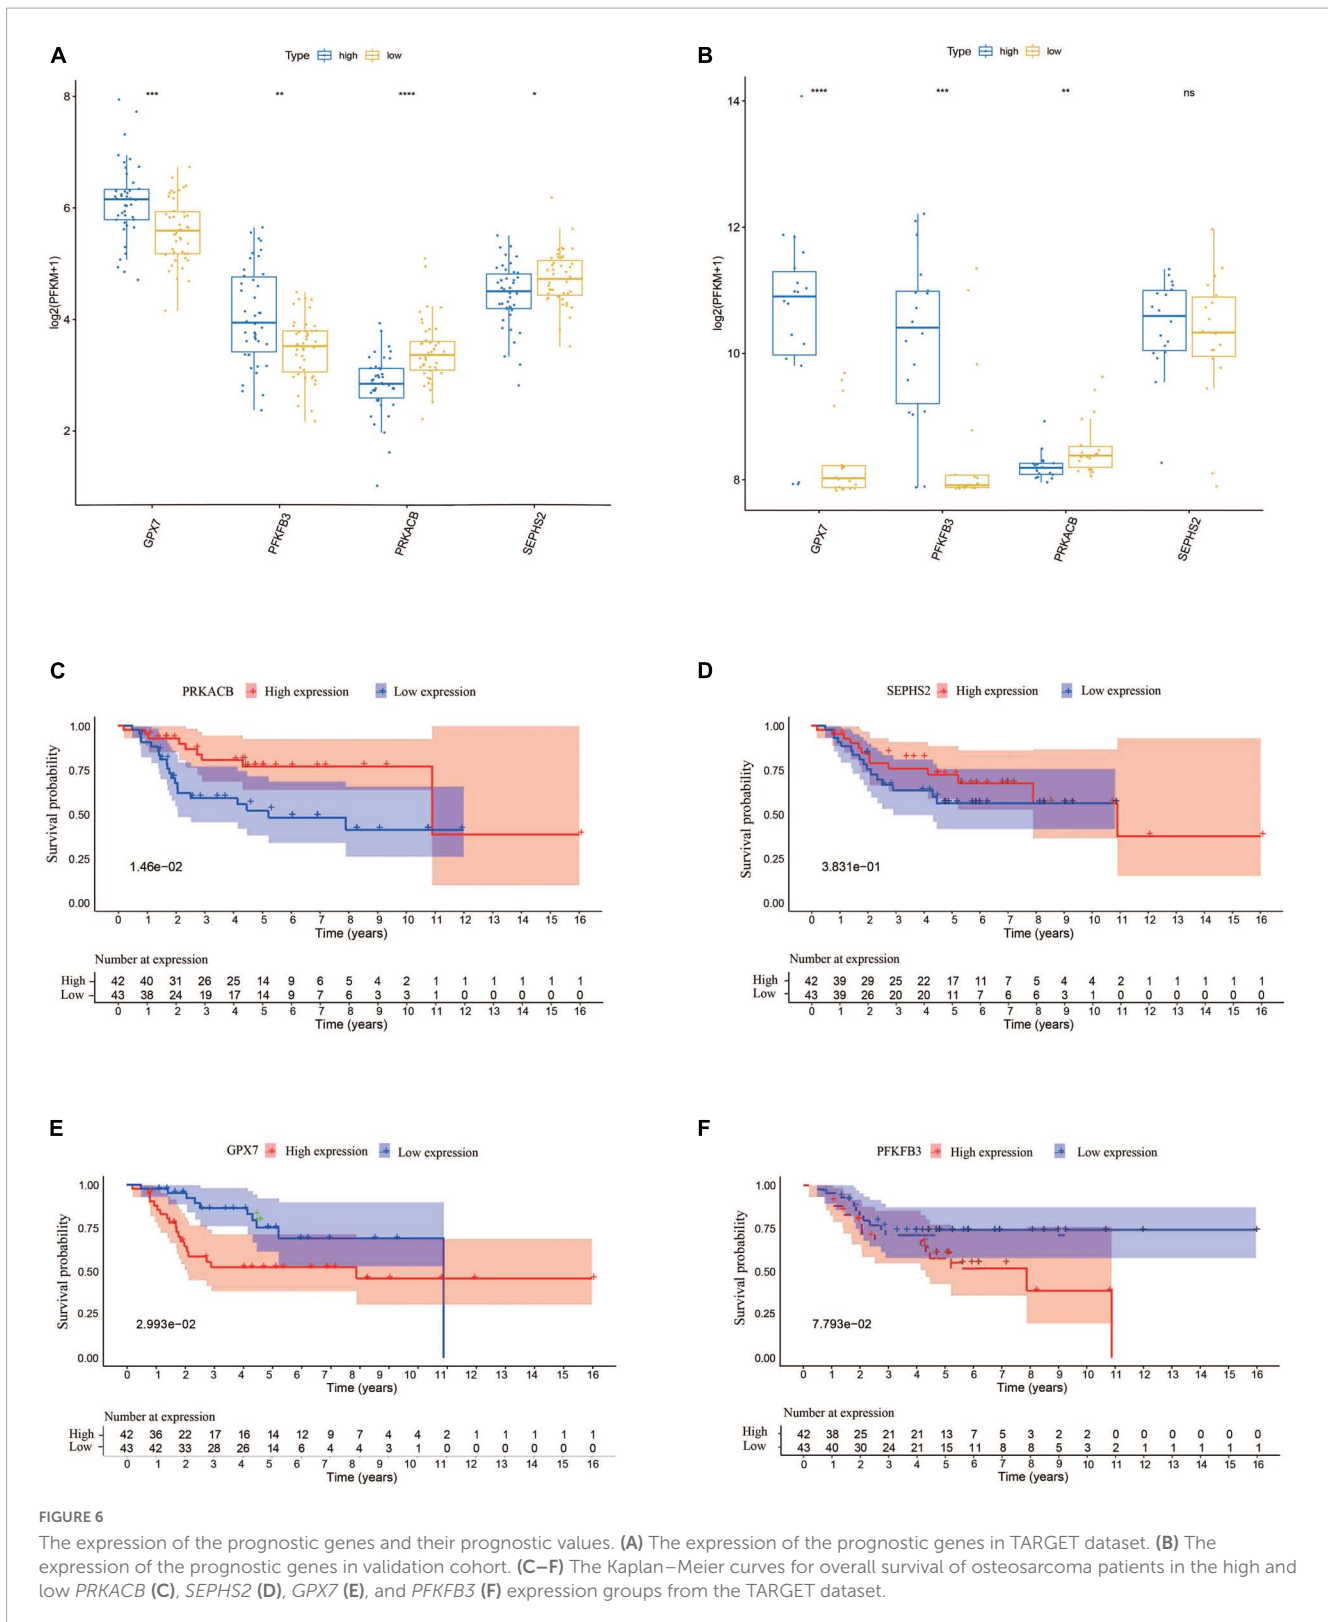 A
Type high low
*** ** **** *
log2(PFKM+1)
8
6
4
2
GPX7 PFKFB3 PRKACB SEPHS2
B
Type high low
**** *** ** ns
log2(PFKM+1)
14
12
10
8
GPX7 PFKFB3 PRKACB SEPHS2
C
PRKACB High expression Low expression
Survival probability
1.00
0.75
0.50
0.25
0.00
1.46e−02
0 1 2 3 4 5 6 7 8 9 10 11 12 13 14 15 16
Time (years)
Number at expression
High 42 40 31 26 25 14 9 6 5 4 2 1 1 1 1 1 1
Low 43 38 24 19 17 14 9 7 6 3 3 1 0 0 0 0 0
0 1 2 3 4 5 6 7 8 9 10 11 12 13 14 15 16
Time (years)
D
SEPHS2 High expression Low expression
Survival probability
1.00
0.75
0.50
0.25
0.00
3.831e−01
0 1 2 3 4 5 6 7 8 9 10 11 12 13 14 15 16
Time (years)
Number at expression
High 42 39 29 25 22 17 11 7 5 4 4 2 1 1 1 1 1
Low 43 39 26 20 20 11 7 6 6 3 1 0 0 0 0 0 0
0 1 2 3 4 5 6 7 8 9 10 11 12 13 14 15 16
Time (years)
E
GPX7 High expression Low expression
Survival probability
1.00
0.75
0.50
0.25
0.00
2.993e−02
0 1 2 3 4 5 6 7 8 9 10 11 12 13 14 15 16
Time (years)
Number at expression
High 42 36 22 17 16 14 12 9 7 4 4 2 1 1 1 1 1
Low 43 42 33 28 26 14 6 4 4 3 1 0 0 0 0 0 0
0 1 2 3 4 5 6 7 8 9 10 11 12 13 14 15 16
Time (years)
F
PFKFB3 High expression Low expression
Survival probability
1.00
0.75
0.50
0.25
0.00
7.793e−02
0 1 2 3 4 5 6 7 8 9 10 11 12 13 14 15 16
Time (years)
Number at expression
High 42 38 25 21 21 13 7 5 3 2 2 0 0 0 0 0 0
Low 43 40 30 24 21 15 11 8 8 5 3 2 1 1 1 1 1
0 1 2 3 4 5 6 7 8 9 10 11 12 13 14 15 16
Time (years)
FIGURE 6
The expression of the prognostic genes and their prognostic values. (A) The expression of the prognostic genes in TARGET dataset. (B) The
expression of the prognostic genes in validation cohort. (C–F) The Kaplan–Meier curves for overall survival of osteosarcoma patients in the high and
low PRKACB (C), SEPHS2 (D), GPX7 (E), and PFKFB3 (F) expression groups from the TARGET dataset.